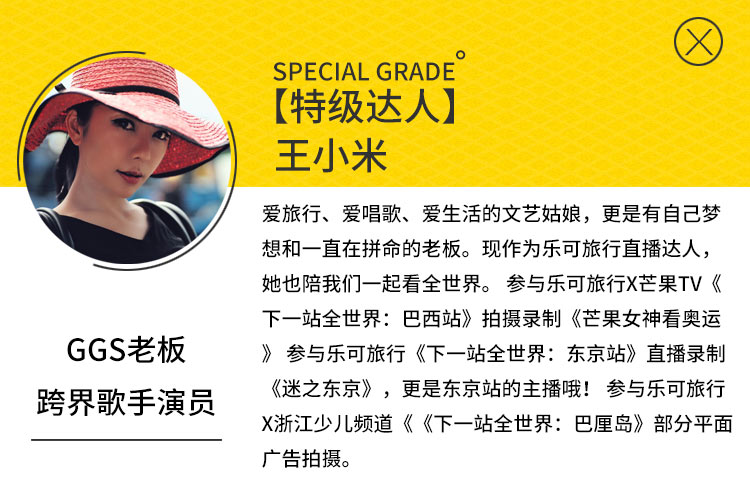 SPECIAL GRADE
【特级达人】
王小米
爱旅行、爱唱歌、爱生活的文艺姑娘，更是有自己梦
想和一直在拼命的老板。现作为乐可旅行直播达人，
她也陪我们一起看全世界。 参与乐可旅行X芒果TV《
下一站全世界：巴西站》拍摄录制《芒果女神看奥运
》 参与乐可旅行《下一站全世界：东京站》直播录制
《迷之东京》，更是东京站的主播哦！ 参与乐可旅行
X浙江少儿频道《《下一站全世界：巴厘岛》部分平面
广告拍摄。
GGS老板
跨界歌手演员